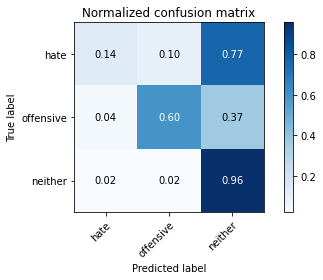 Normalized confusion matrix
hate 0.14 0.10 0.77
offensive 0.04 0.60 0.37
neither 0.02 0.02 0.96
hate offensive neither
True label
Predicted label
0.8
0.6
0.4
0.2